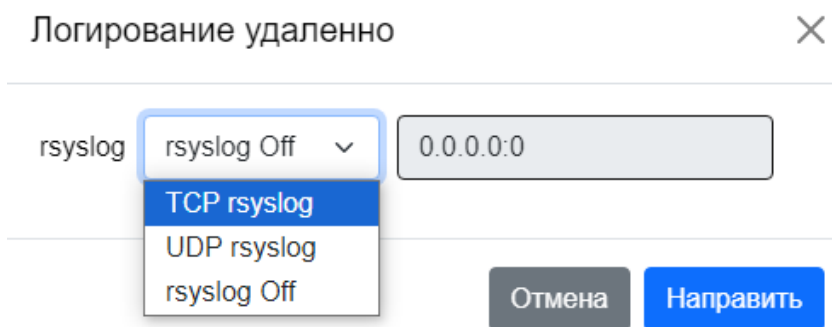 Логирование удаленно
rsyslog rsyslog Off 0.0.0.0:0
TCP rsyslog
UDP rsyslog
rsyslog Off
Отмена Направить